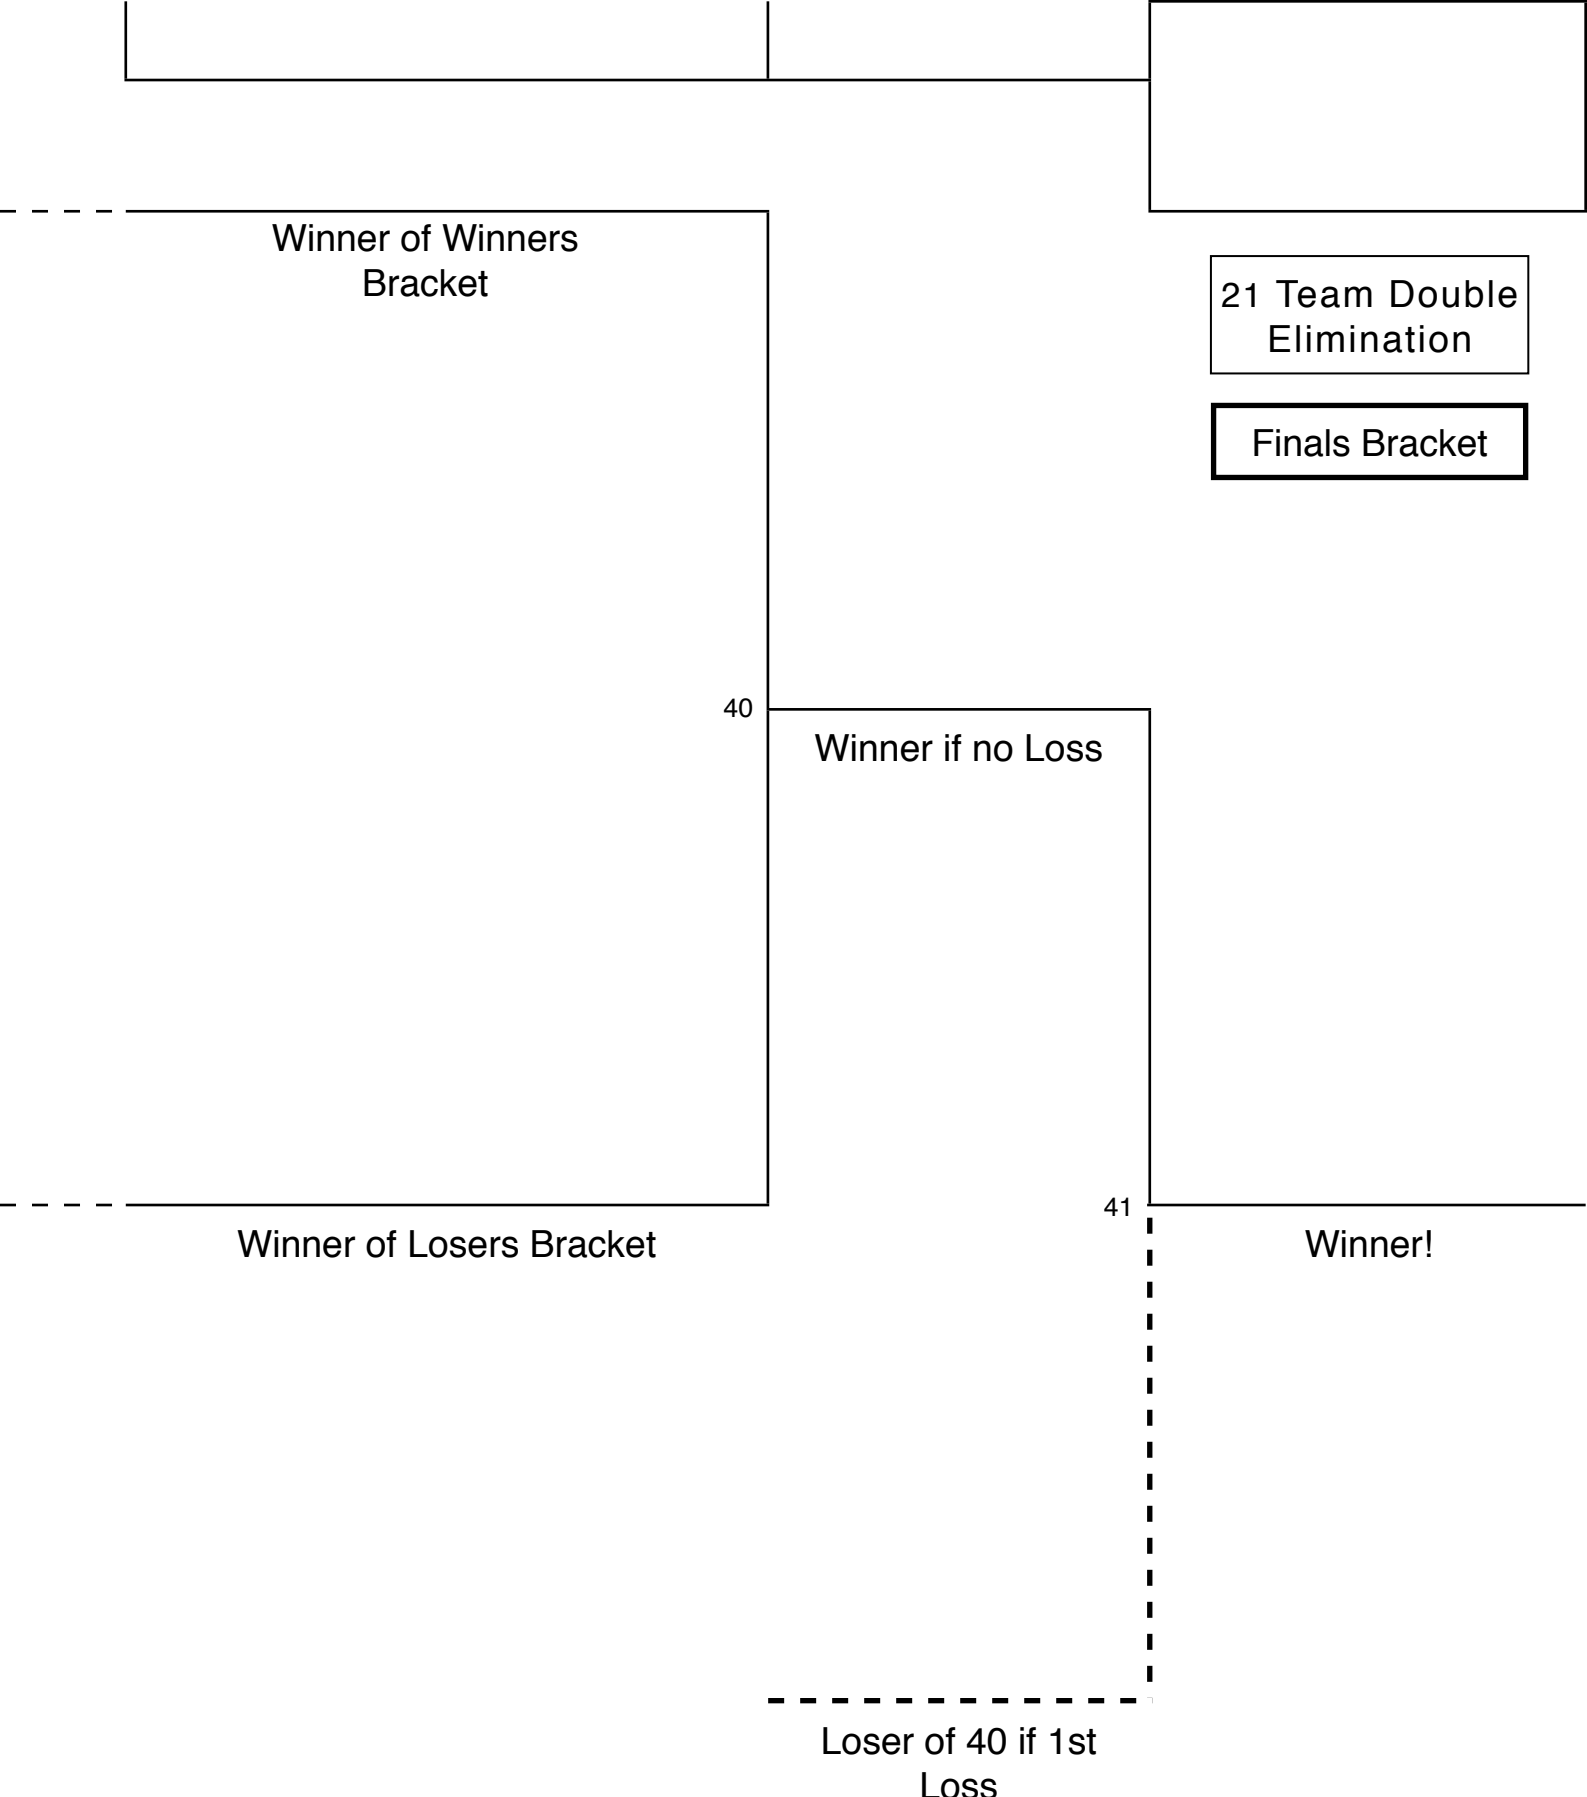 Winner of Winners
Bracket
21 Team Double
Elimination
Finals Bracket
40
Winner if no Loss
41
Winner of Losers Bracket
Winner!
Loser of 40 if 1st
Loss